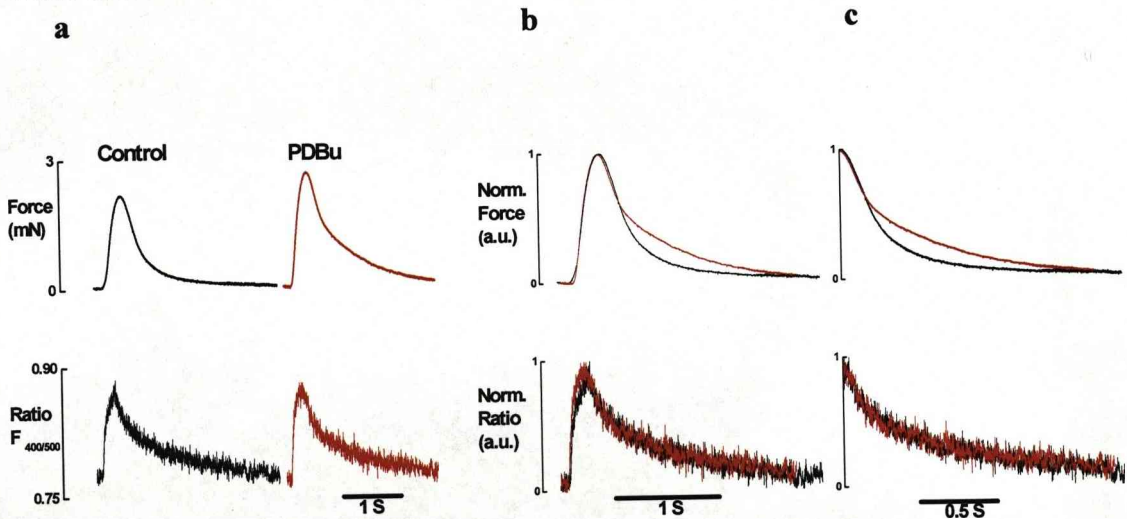 a
b
c
Control
PDBu
3
Force
(mN)
0
1
Norm.
Force
(a.u.)
0
1
0
0.90
Ratio
F 400/500
0.75
1 S
1
Norm.
Ratio
(a.u.)
0
1 S
1
0
0.5 S